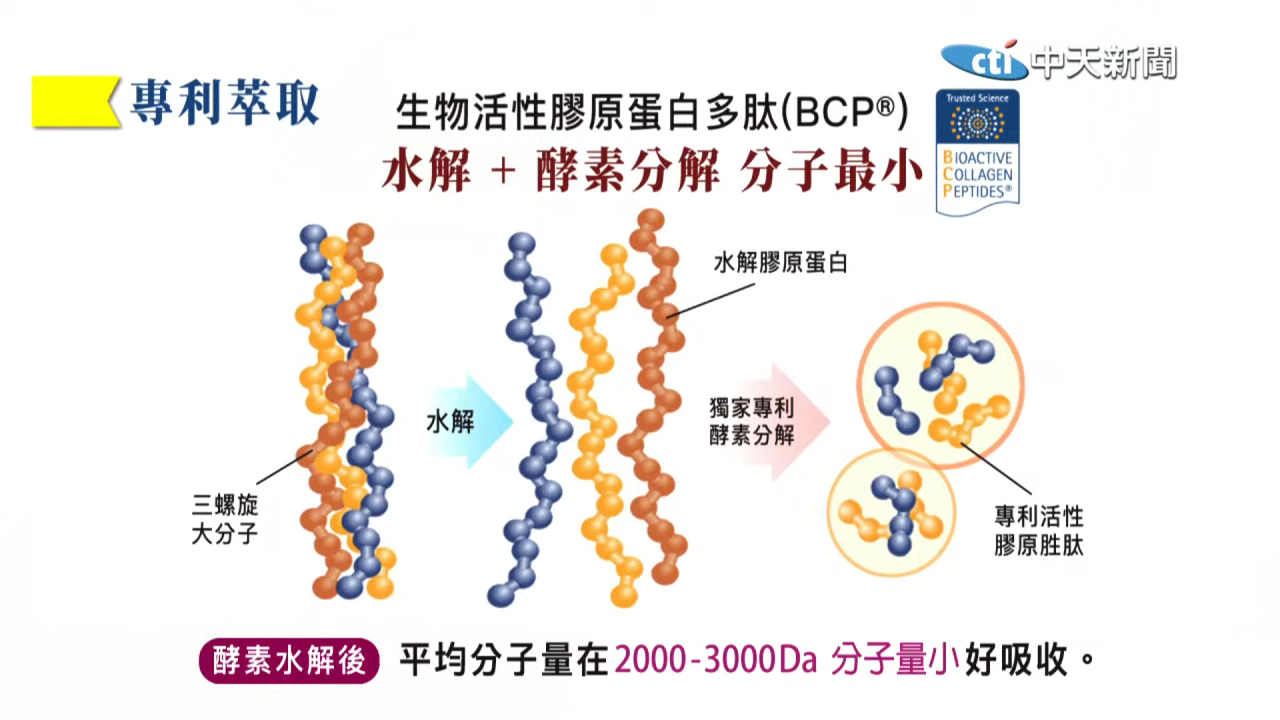 cti 中天新聞
專利萃取
生物活性膠原蛋白多肽(BCP®)
水解 + 酵素分解 分子最小
Trusted Science
BIOACTIVE
COLLAGEN
PEPTIDES®
水解膠原蛋白
水解
獨家專利
酵素分解
三螺旋
大分子
專利活性
膠原胜肽
酵素水解後 平均分子量在2000-3000Da 分子量小好吸收。